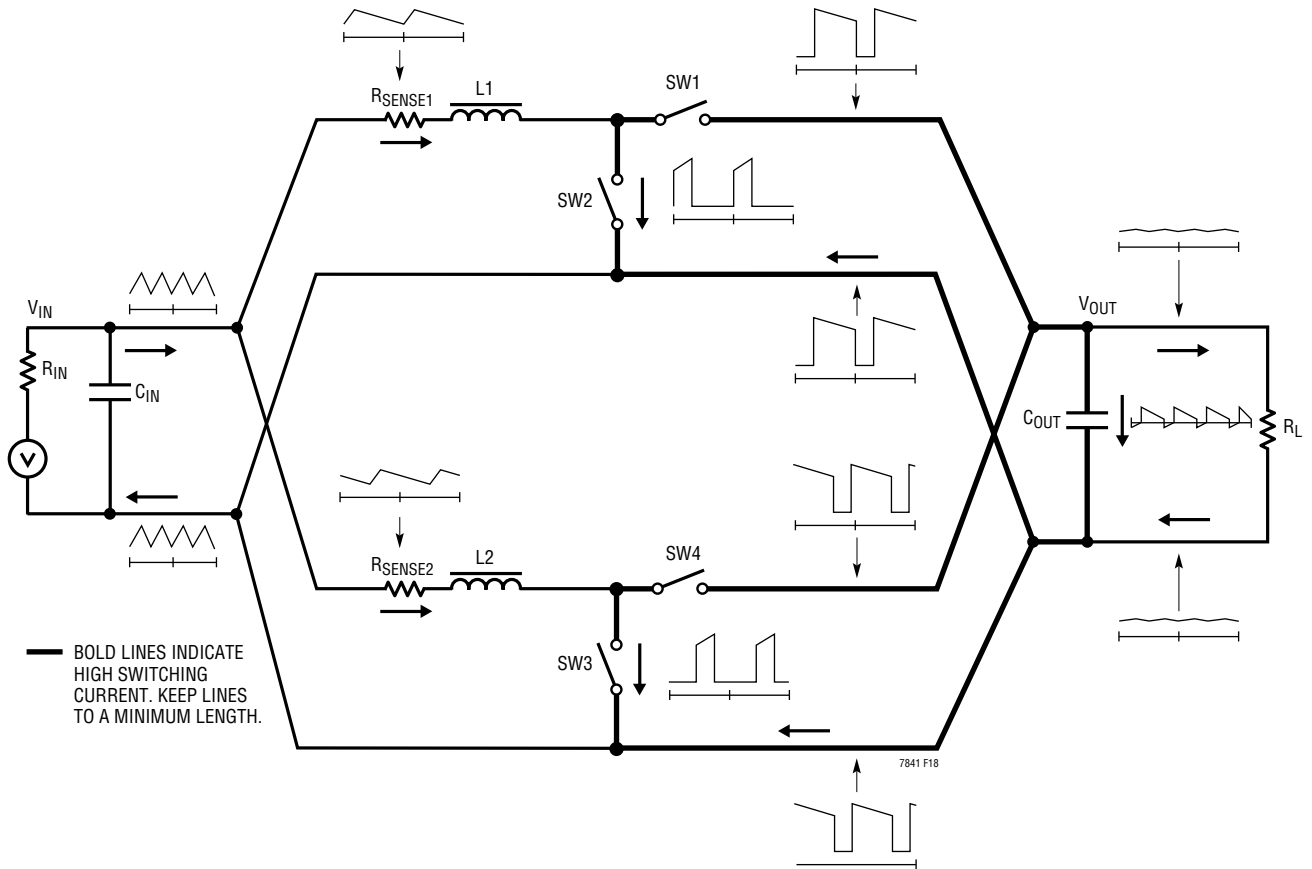 RSENSE1
L1
SW1
SW2
VIN
RIN
CIN
VOUT
COUT
RL
RSENSE2
L2
SW4
SW3
BOLD LINES INDICATE
HIGH SWITCHING
CURRENT. KEEP LINES
TO A MINIMUM LENGTH.
7841 F18
V